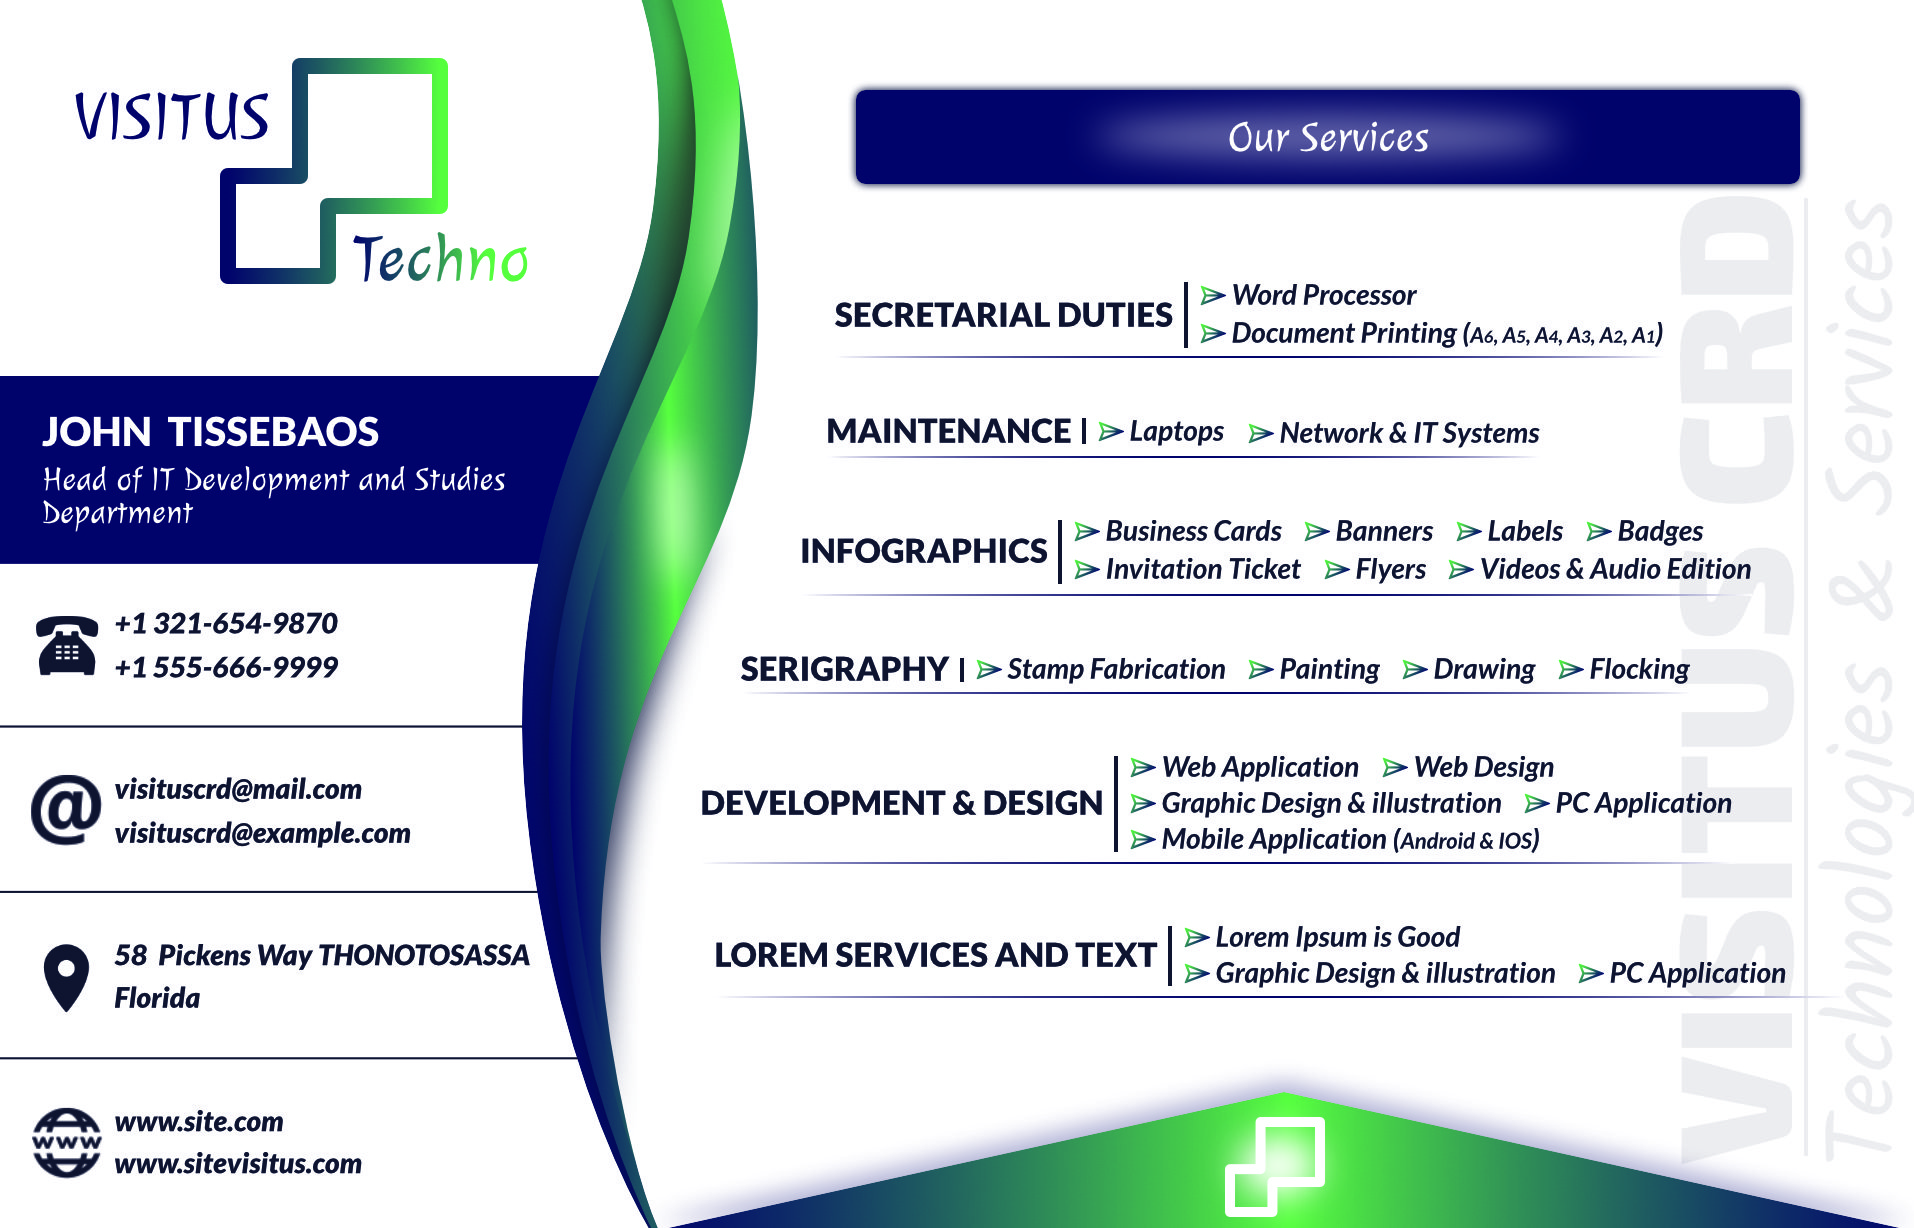 VISITUS
Techno
JOHN TISSEBAOS
Head of IT Development and Studies
Department
+1 321-654-9870
+1 555-666-9999
@
visituscrd@mail.com
visituscrd@example.com
58 Pickens Way THONOTOSASSA
Florida
WWW
www.site.com
www.sitevisitus.com
Our Services
SECRETARIAL DUTIES
Word Processor
Document Printing (A6, A5, A4, A3, A2, A1)
MAINTENANCE
Laptops Network & IT Systems
INFOGRAPHICS
Business Cards Banners Labels Badges
Invitation Ticket Flyers Videos & Audio Edition
SERIGRAPHY
Stamp Fabrication Painting Drawing Flocking
DEVELOPMENT & DESIGN
Web Application Web Design
Graphic Design & illustration PC Application
Mobile Application (Android & IOS)
LOREM SERVICES AND TEXT
Lorem Ipsum is Good
Graphic Design & illustration PC Application
VISITUS CRD
Technologies & Services